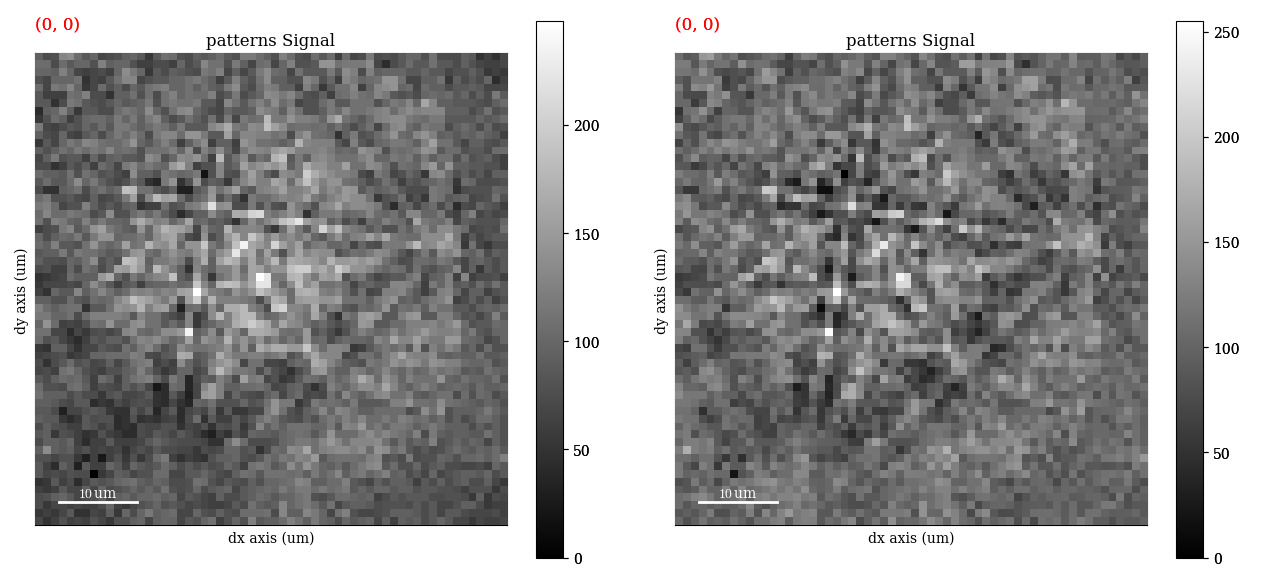 (0, 0)
patterns Signal
dy axis (um)
10 um
dx axis (um)
200
150
100
50
0
(0, 0)
patterns Signal
dy axis (um)
10 um
dx axis (um)
250
200
150
100
50
0